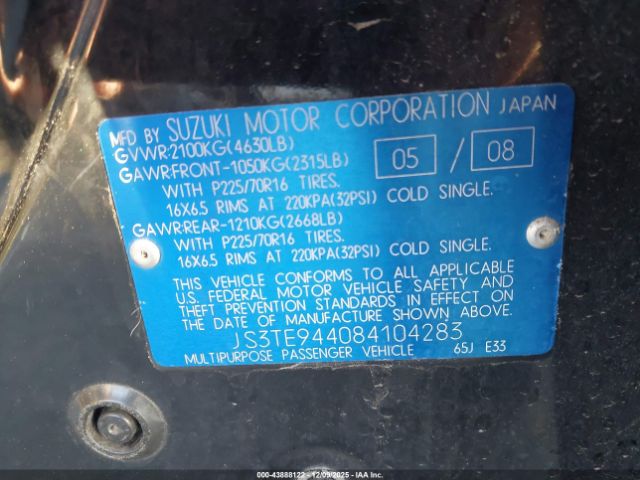 MFD BY SUZUKI MOTOR CORPORATION JAPAN
GVWR:2100KG(4630LB)
GAWR:FRONT-1050KG(2315LB) 05 / 08
WITH P225/70R16 TIRES.
16X6.5 RIMS AT 220KPA(32PSI) COLD SINGLE.
GAWR:REAR-1210KG(2668LB)
WITH P225/70R16 TIRES.
16X6.5 RIMS AT 220KPA(32PSI) COLD SINGLE.
THIS VEHICLE CONFORMS TO ALL APPLICABLE
U.S. FEDERAL MOTOR VEHICLE SAFETY AND
THEFT PREVENTION STANDARDS IN EFFECT ON
THE DATE OF MANUFACTURE SHOWN ABOVE.
JS3TE944084104283
MULTIPURPOSE PASSENGER VEHICLE 65J E33
000-43888122 - 12/09/2025 - IAA Inc.